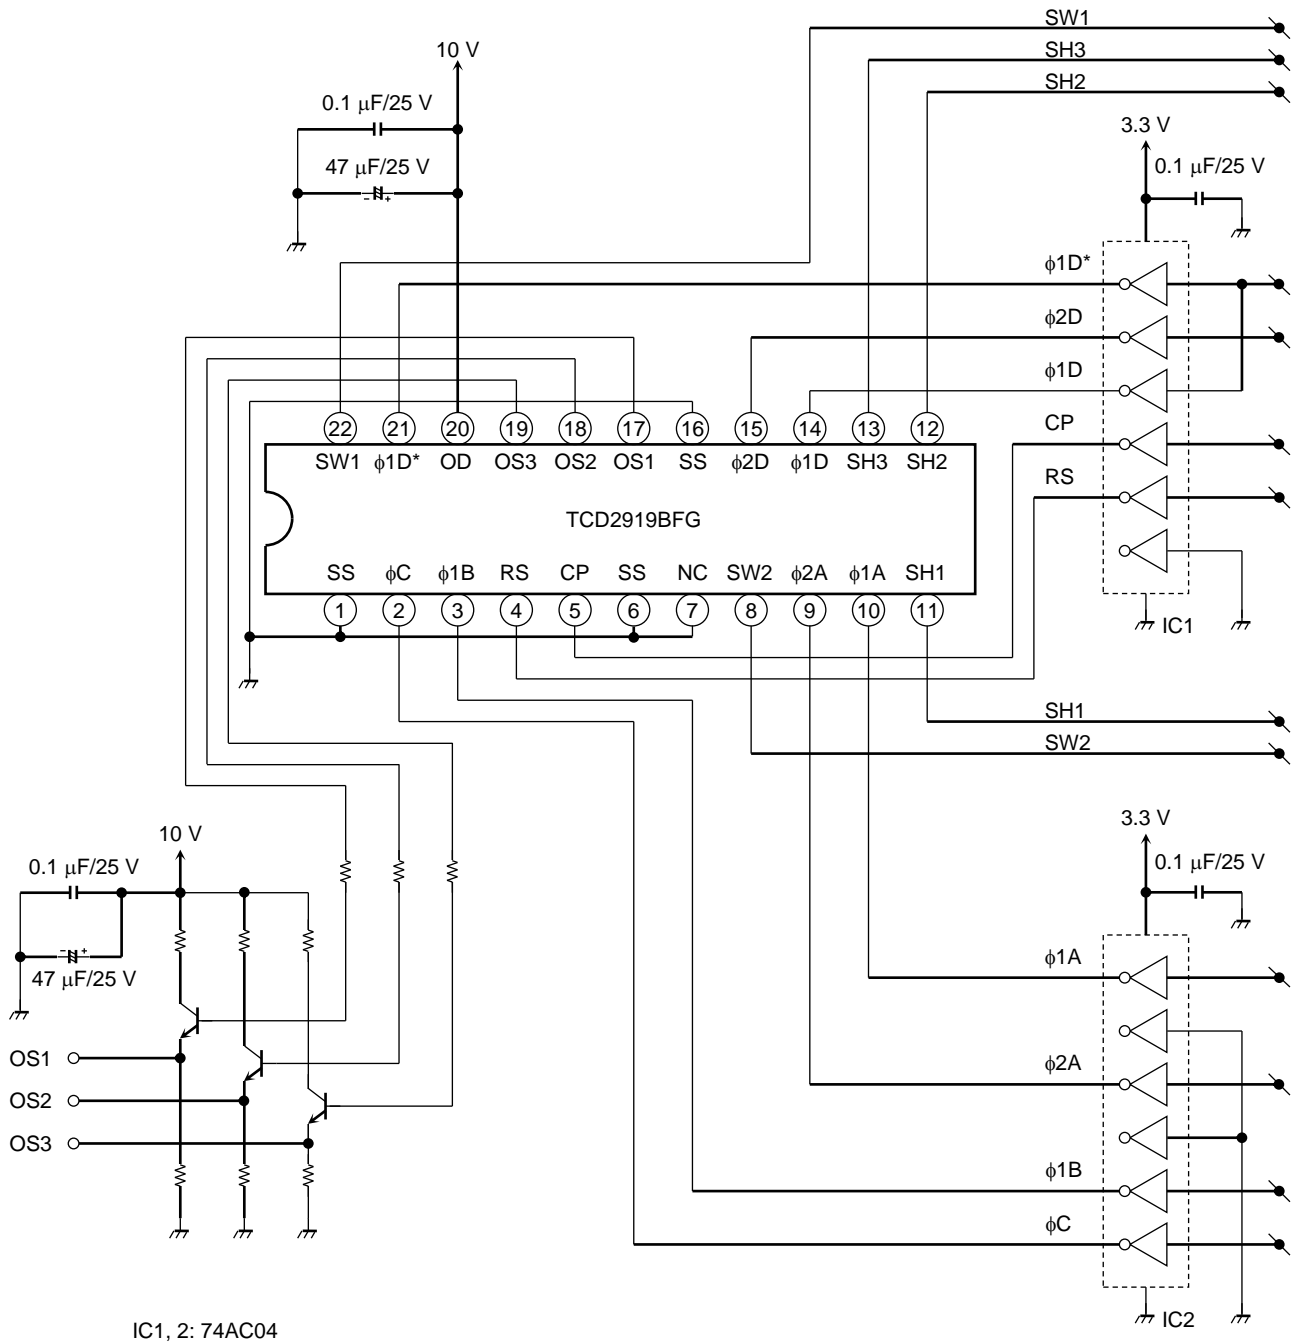 SW1
SH3
SH2
10 V
0.1 μF/25 V
47 μF/25 V
- +
3.3 V
0.1 μF/25 V
ϕ1D*
ϕ2D
ϕ1D
CP
RS
IC1
22 21 20 19 18 17 16 15 14 13 12
SW1 ϕ1D* OD OS3 OS2 OS1 SS ϕ2D ϕ1D SH3 SH2
TCD2919BFG
SS ϕC ϕ1B RS CP SS NC SW2 ϕ2A ϕ1A SH1
1 2 3 4 5 6 7 8 9 10 11
SH1
SW2
10 V
0.1 μF/25 V
- +
47 μF/25 V
OS1
OS2
OS3
3.3 V
0.1 μF/25 V
ϕ1A
ϕ2A
ϕ1B
ϕC
IC2
IC1, 2: 74AC04